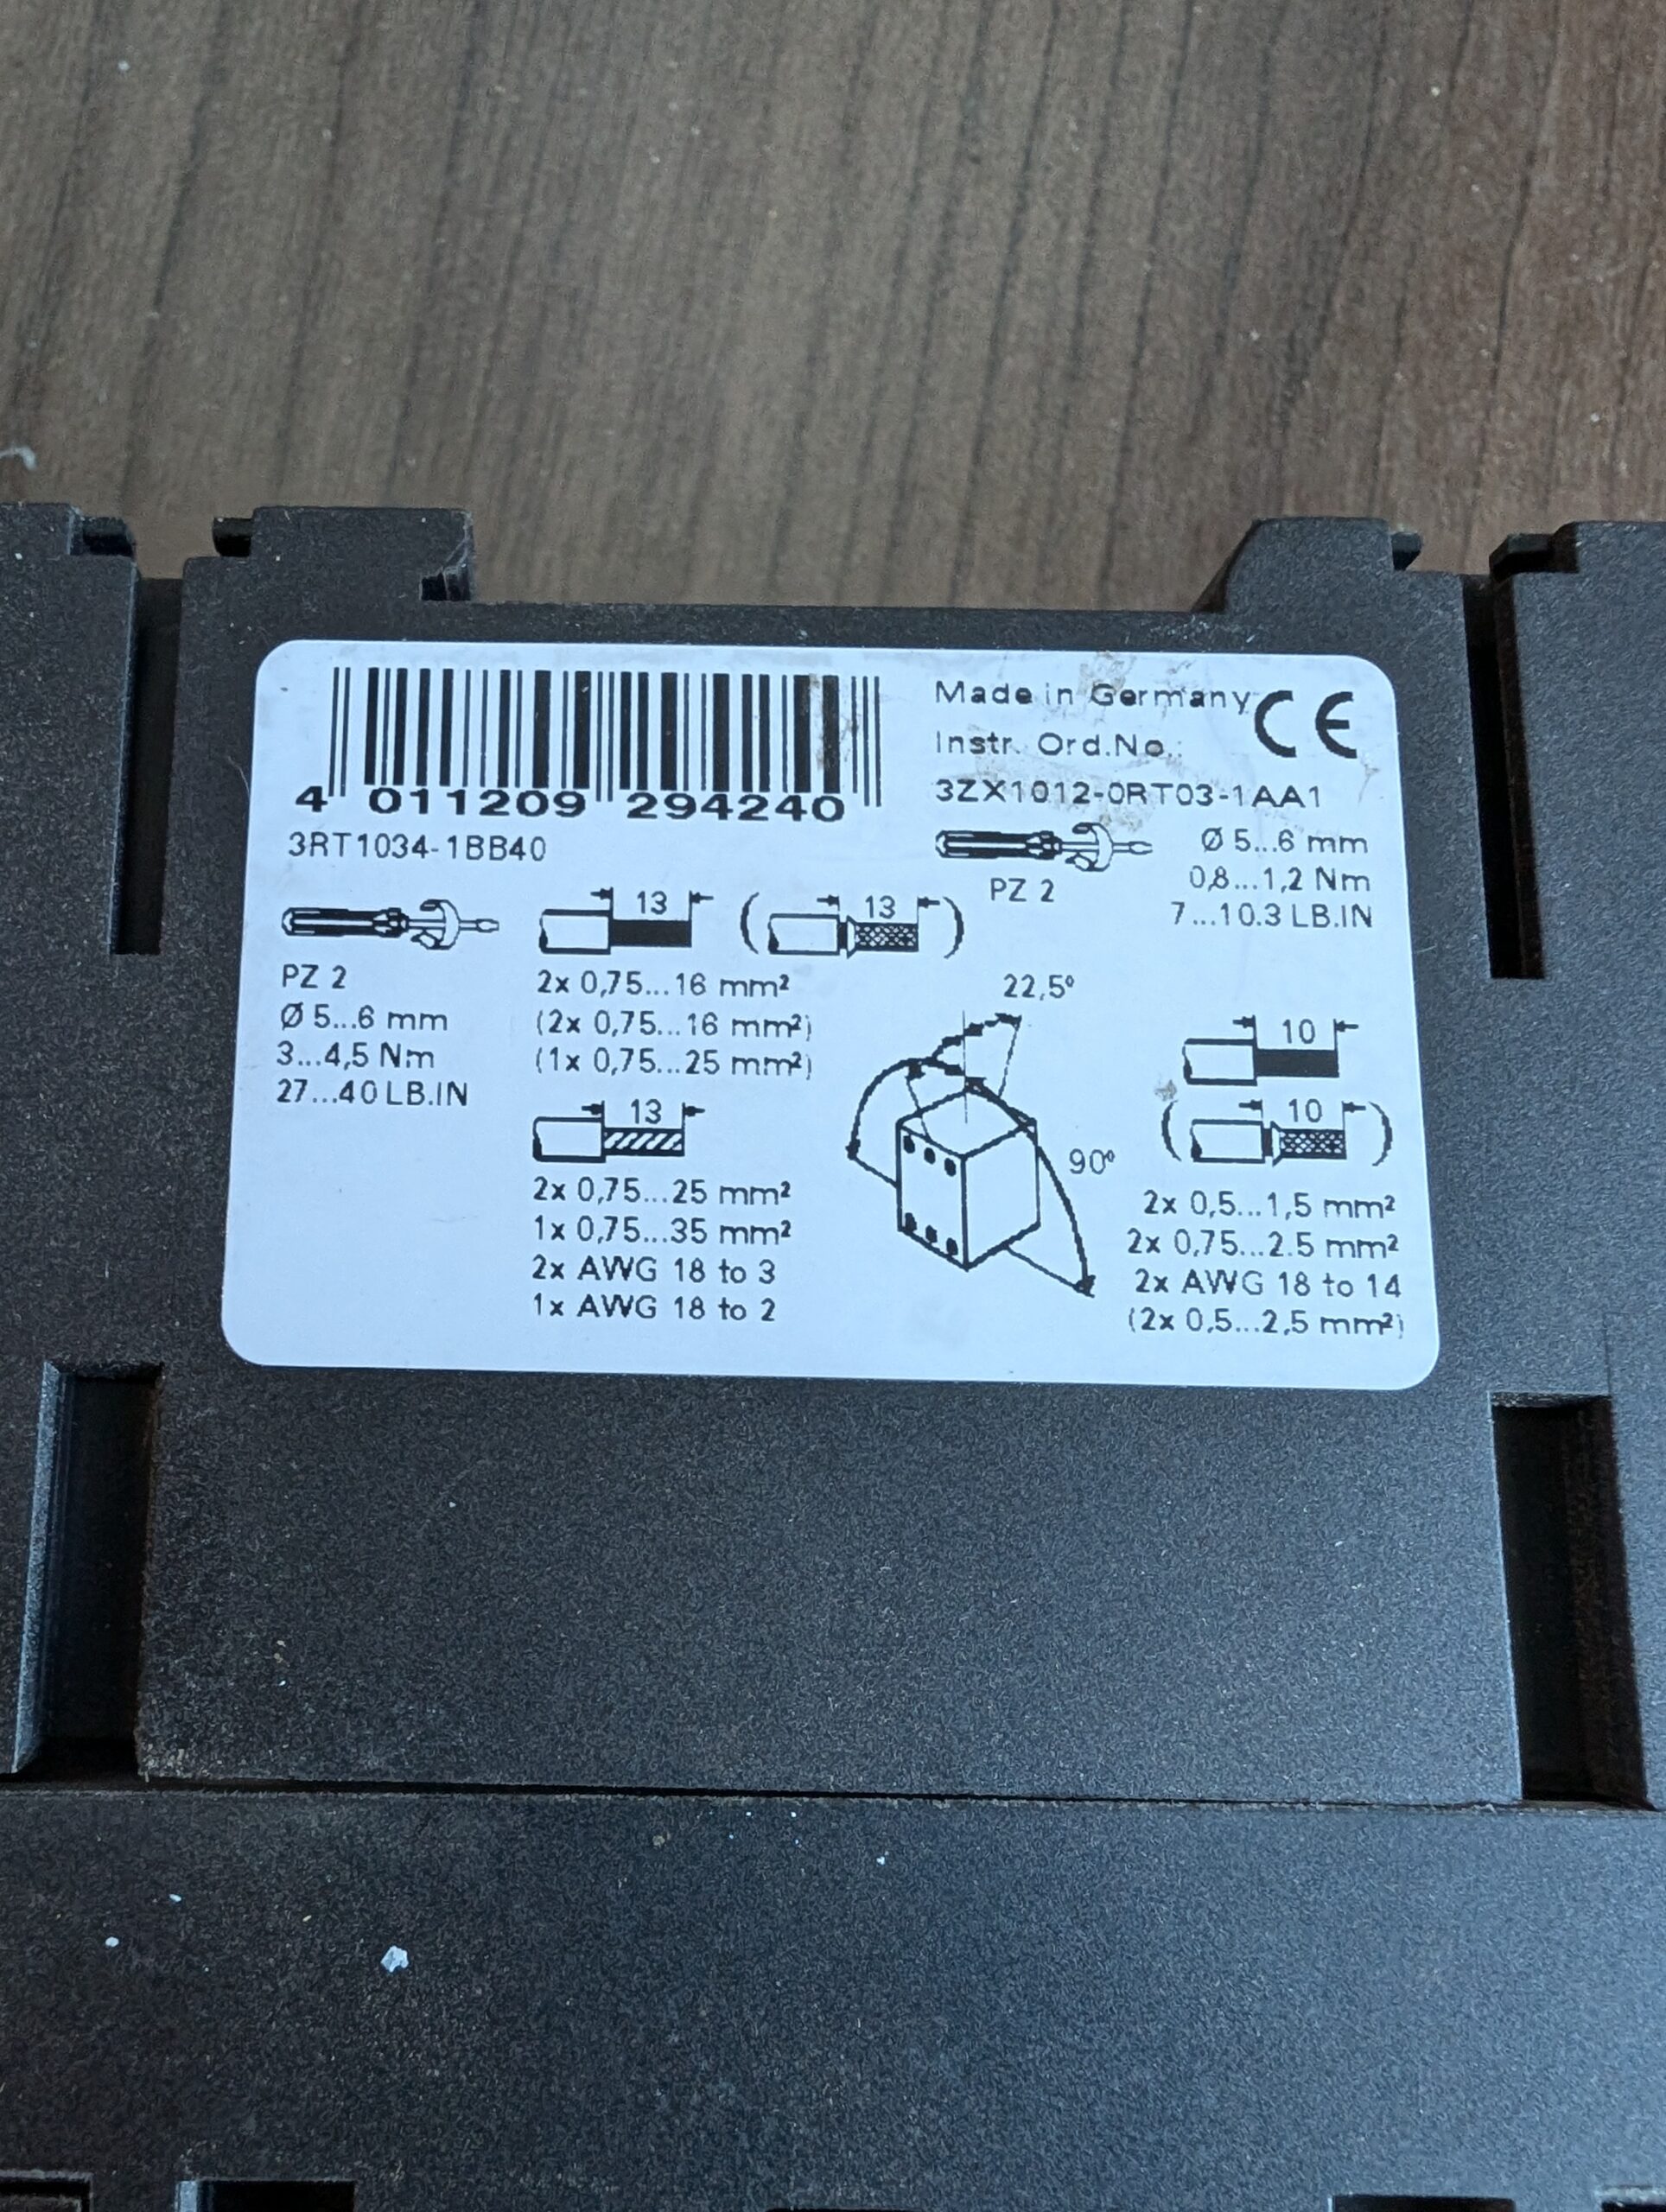 4 011209 294240
3RT1034-1BB40
Made in Germany CE
Instr. Ord.No.:
3ZX1012-0RT03-1AA1
PZ 2
Ø 5...6 mm
0,8...1,2 Nm
7...10.3 LB.IN
PZ 2
Ø 5...6 mm
3...4,5 Nm
27...40 LB.IN
13
13
2x 0,75...16 mm²
(2x 0,75...16 mm²)
(1x 0,75...25 mm²)
13
2x 0,75...25 mm²
1x 0,75...35 mm²
2x AWG 18 to 3
1x AWG 18 to 2
22,5°
90°
10
10
2x 0,5...1,5 mm²
2x 0,75...2.5 mm²
2x AWG 18 to 14
(2x 0,5...2,5 mm²)